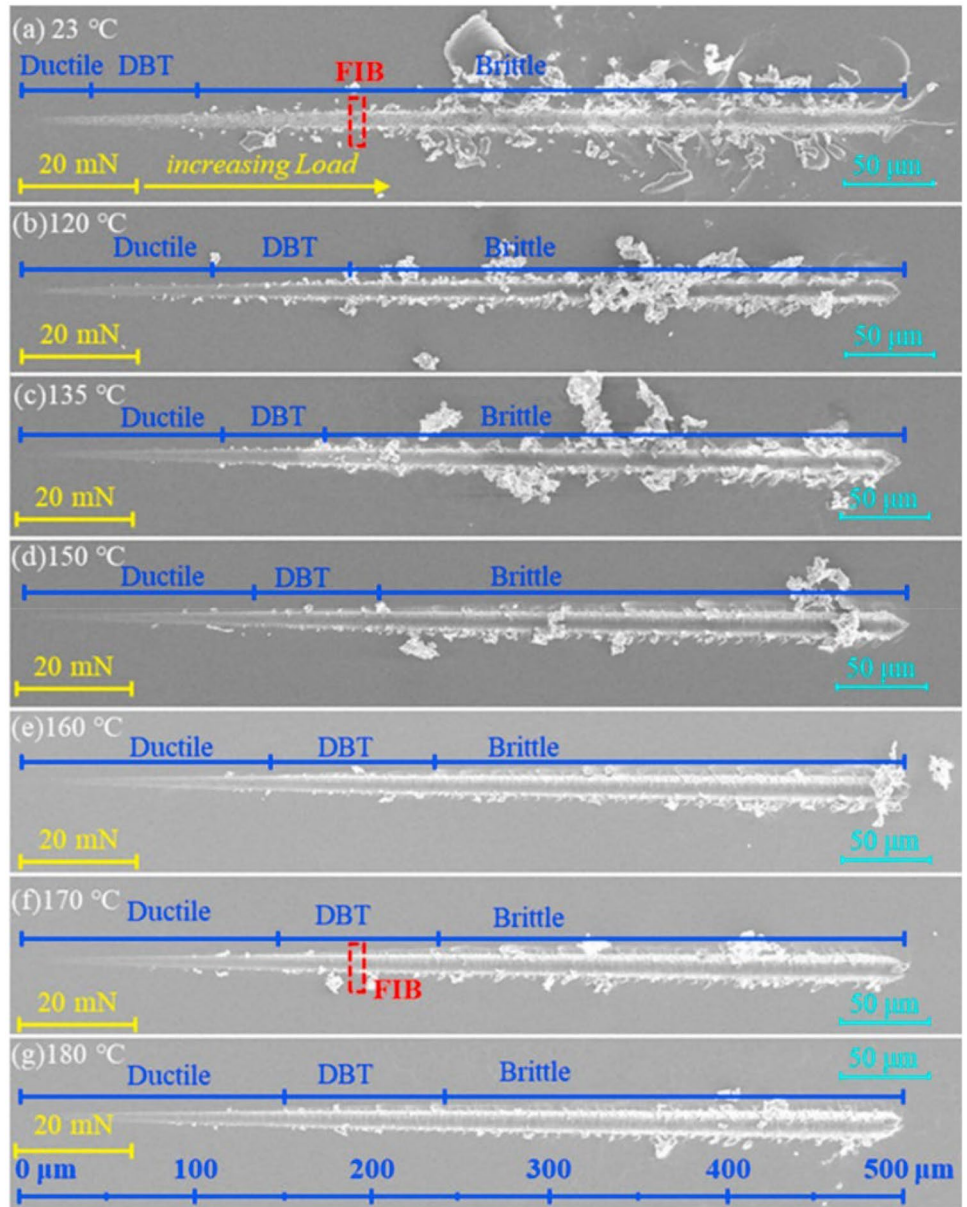 (a) 23 °C
Ductile DBT FIB Brittle
20 mN increasing Load 50 μm
(b)120 °C
Ductile DBT Brittle
20 mN 50 μm
(c)135 °C
Ductile DBT Brittle
20 mN 50 μm
(d)150 °C
Ductile DBT Brittle
20 mN 50 μm
(e)160 °C
Ductile DBT Brittle
20 mN 50 μm
(f)170 °C
Ductile DBT Brittle
20 mN FIB 50 μm
(g)180 °C 50 μm
Ductile DBT Brittle
20 mN
0 μm 100 200 300 400 500 μm